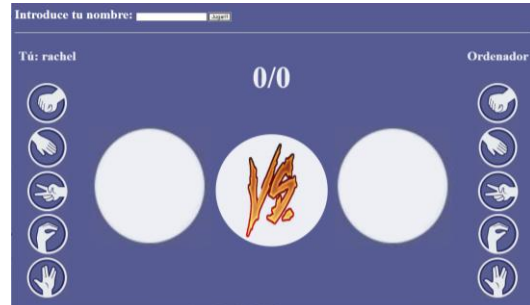 Introduce tu nombre: Jugar!!
Tú: rachel
Ordenador
0/0
VS.